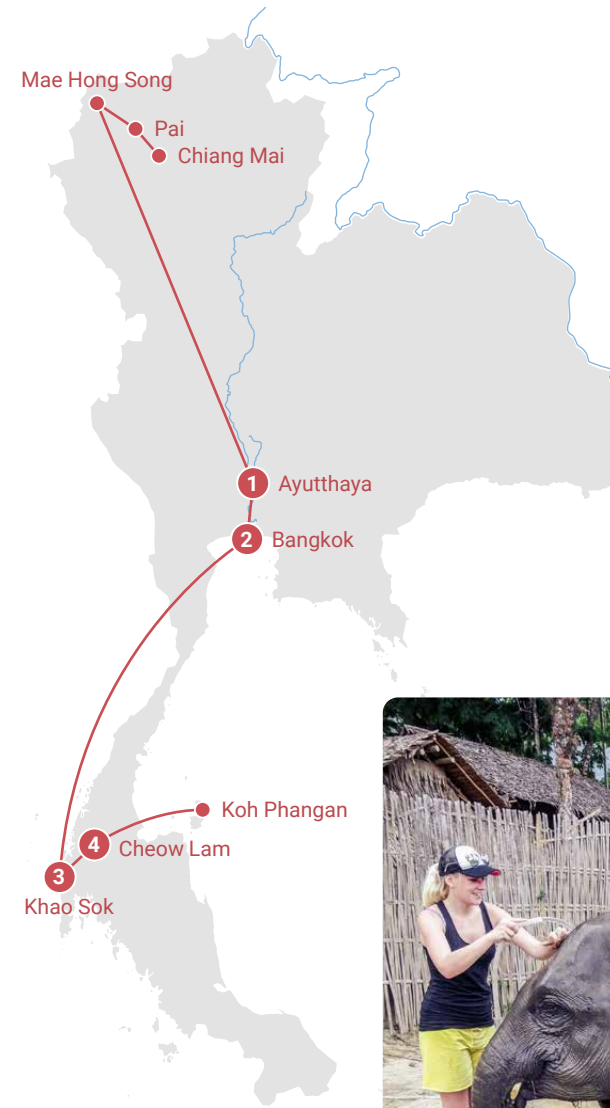 Mae Hong Song
Pai
Chiang Mai
1 Ayutthaya
2 Bangkok
Koh Phangan
4 Cheow Lam
3
Khao Sok